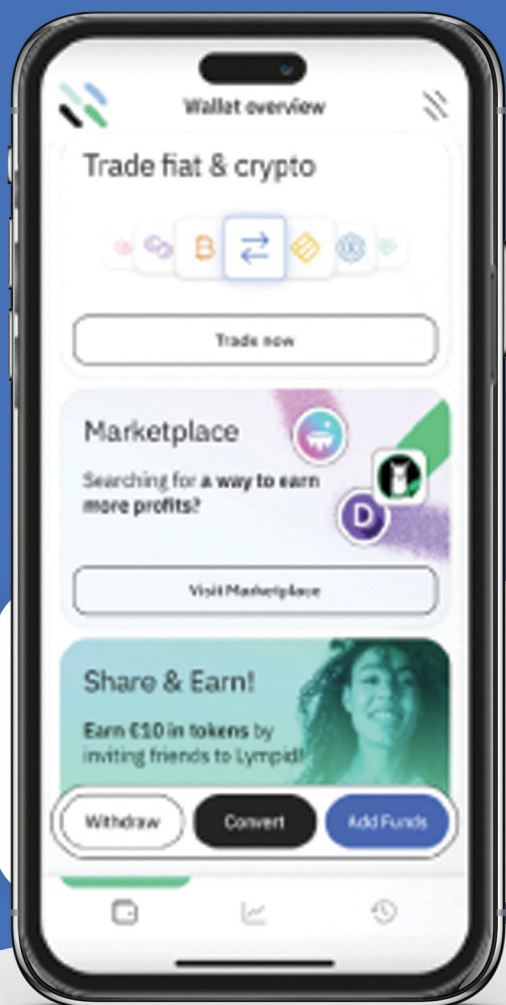 Wallet overview
Trade fiat & crypto
Trade now
Marketplace
Searching for a way to earn
more profits?
D
Visit Marketplace
Share & Earn!
Earn €10 in tokens by
inviting friends to Lympid!
Withdraw
Convert
Add Funds